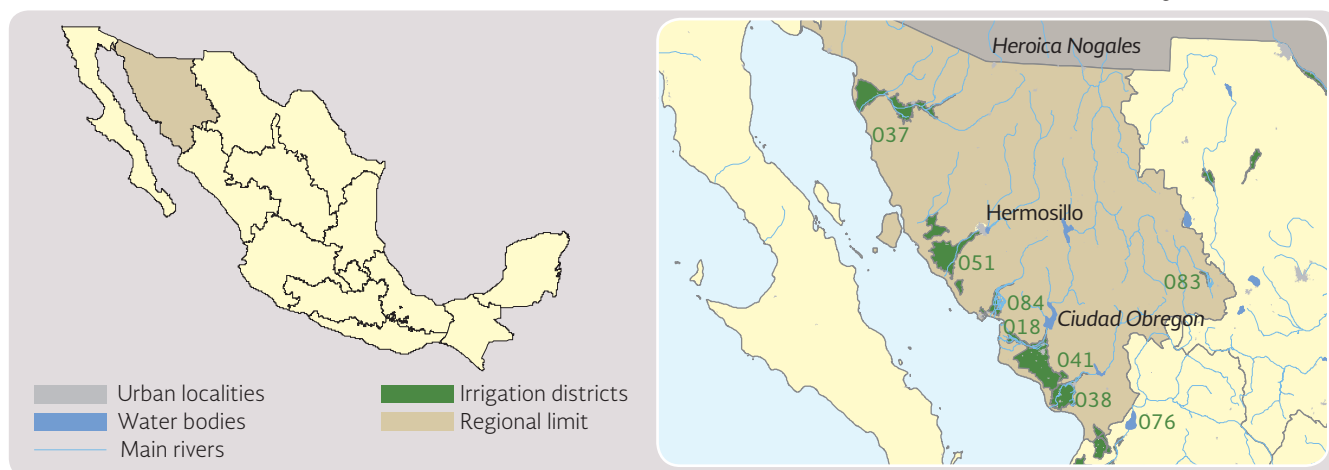 Heroica Nogales
037
Hermosillo
051
083
084
018
Ciudad Obregón
041
038
076
Urban localities
Water bodies
Main rivers
Irrigation districts
Regional limit